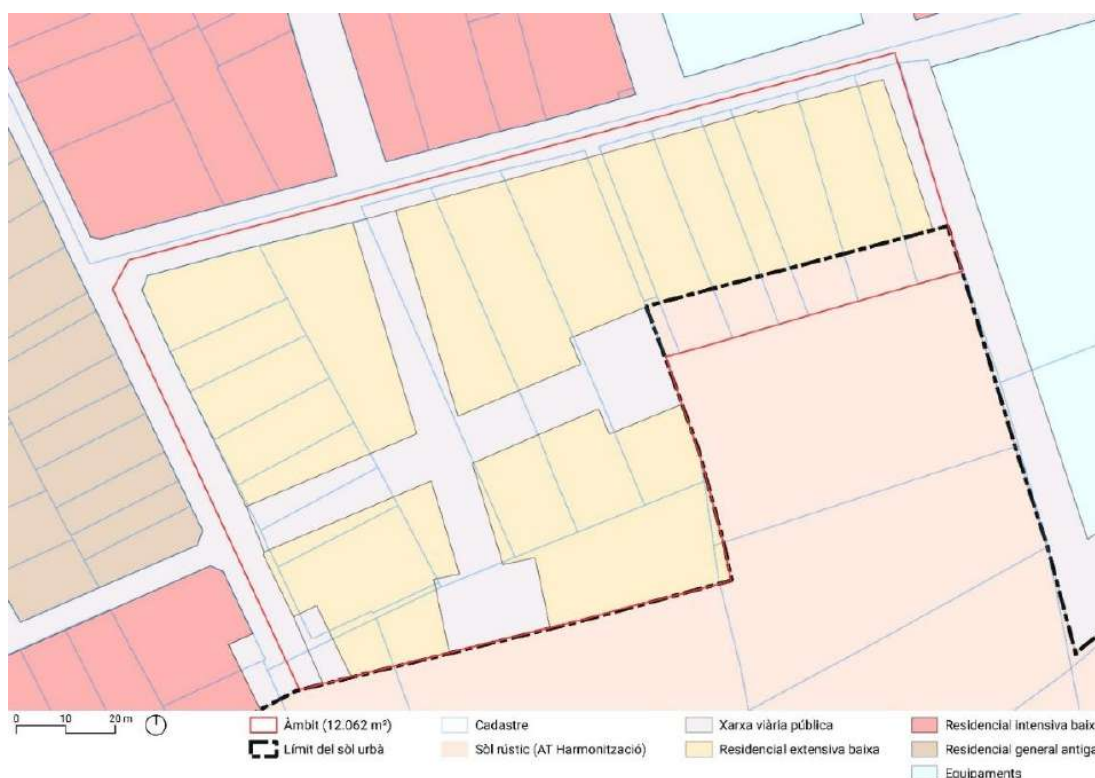 0 10 20 m
Àmbit (12.062 m²)
Cadastre
Xarxa viària pública
Residencial intensiva baix
Límit del sòl urbà
Sòl rústic (AT Harmonització)
Residencial extensiva baixa
Residencial general antiga
Equipaments